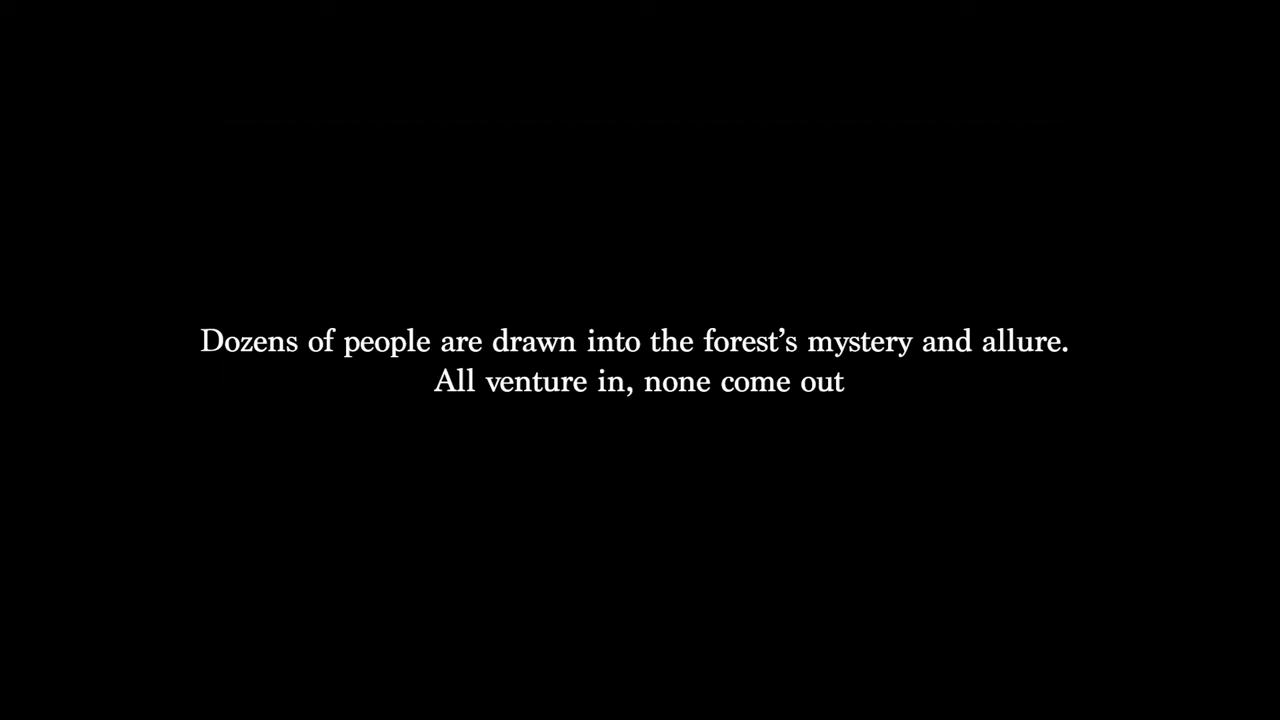 Dozens of people are drawn into the forest’s mystery and allure.
All venture in, none come out